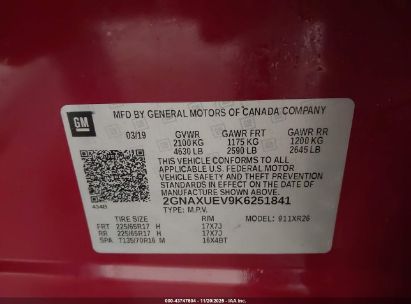 MFD BY GENERAL MOTORS OF CANADA COMPANY
GM
03/19 GVWR GAWR FRT GAWR RR
2100 KG 1175 KG 1200 KG
4630 LB 2590 LB 2645 LB
THIS VEHICLE CONFORMS TO ALL
APPLICABLE U.S. FEDERAL MOTOR
VEHICLE SAFETY, BUMPER, AND THEFT
PREVENTION STANDARDS IN EFFECT
ON THE DATE OF
MANUFACTURE SHOWN ABOVE.
2GNAXUEV9K6251841
TYPE: M.P.V. MODEL: 911XR26
TIRE SIZE RIM
FRT 225/65R17 H 17X7J
RR 225/65R17 H 17X7J
SPA T135/70R16 M 16X4BT